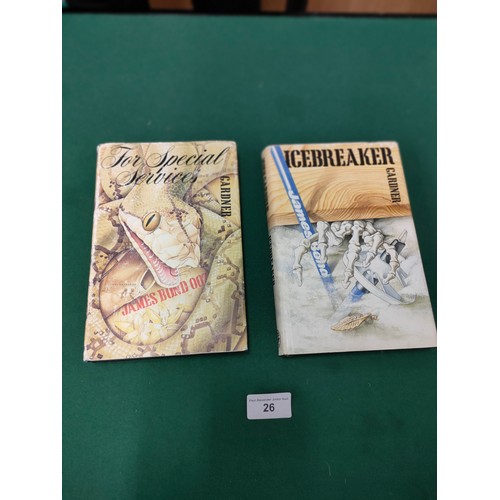 For Special
Services
GARDNER
JAMES BOND 007
ICEBREAKER
GARDNER
James Bond
26